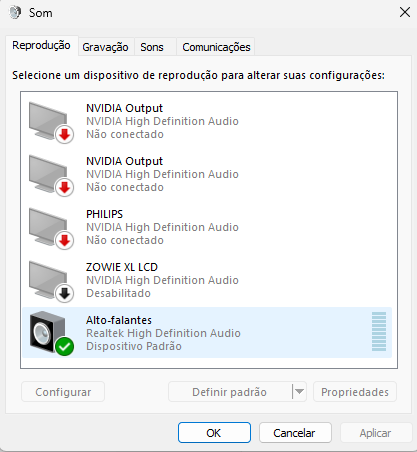 Som
Reprodução Gravação Sons Comunicações
Selecione um dispositivo de reprodução para alterar suas configurações:
NVIDIA Output
NVIDIA High Definition Audio
Não conectado
NVIDIA Output
NVIDIA High Definition Audio
Não conectado
PHILIPS
NVIDIA High Definition Audio
Não conectado
ZOWIE XL LCD
NVIDIA High Definition Audio
Desabilitado
Alto-falantes
Realtek High Definition Audio
Dispositivo Padrão
Configurar Definir padrão Propriedades
OK Cancelar Aplicar